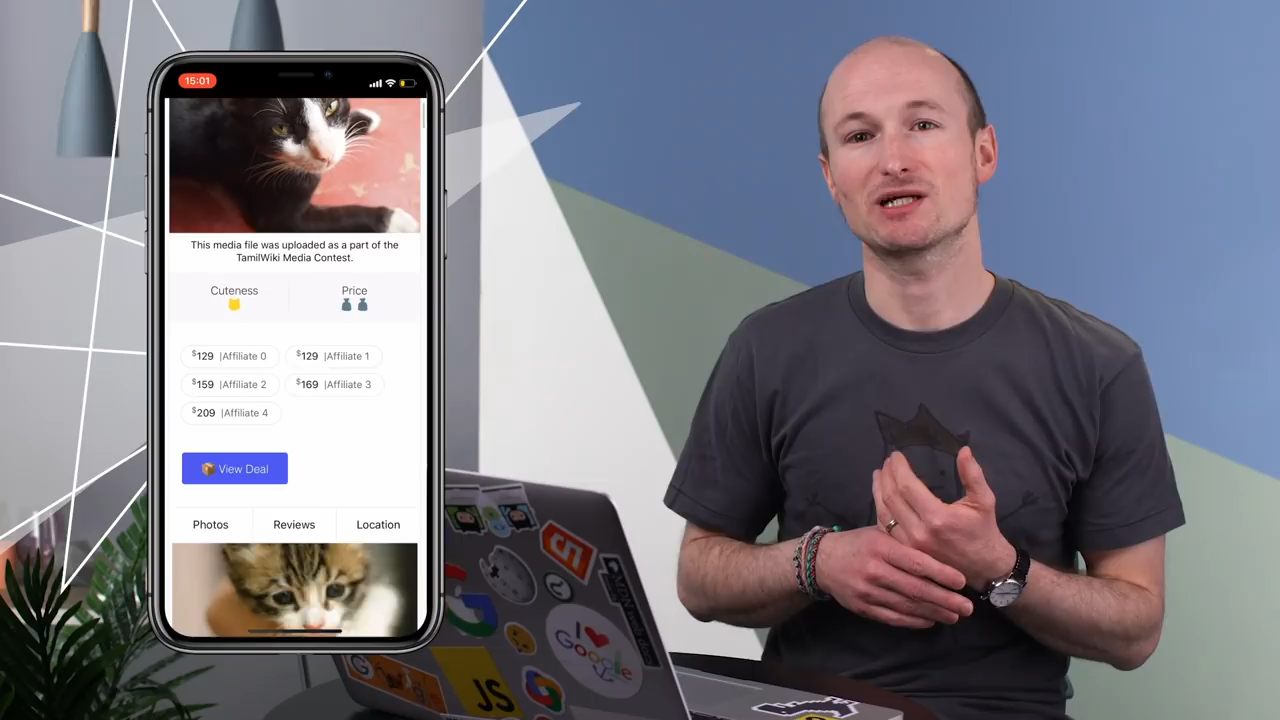 15:01
This media file was uploaded as a part of the
TamilWiki Media Contest.
Cuteness
Price
$129 |Affiliate 0
$129 |Affiliate 1
$159 |Affiliate 2
$169 |Affiliate 3
$209 |Affiliate 4
📦 View Deal
Photos
Reviews
Location
I
Google
JS